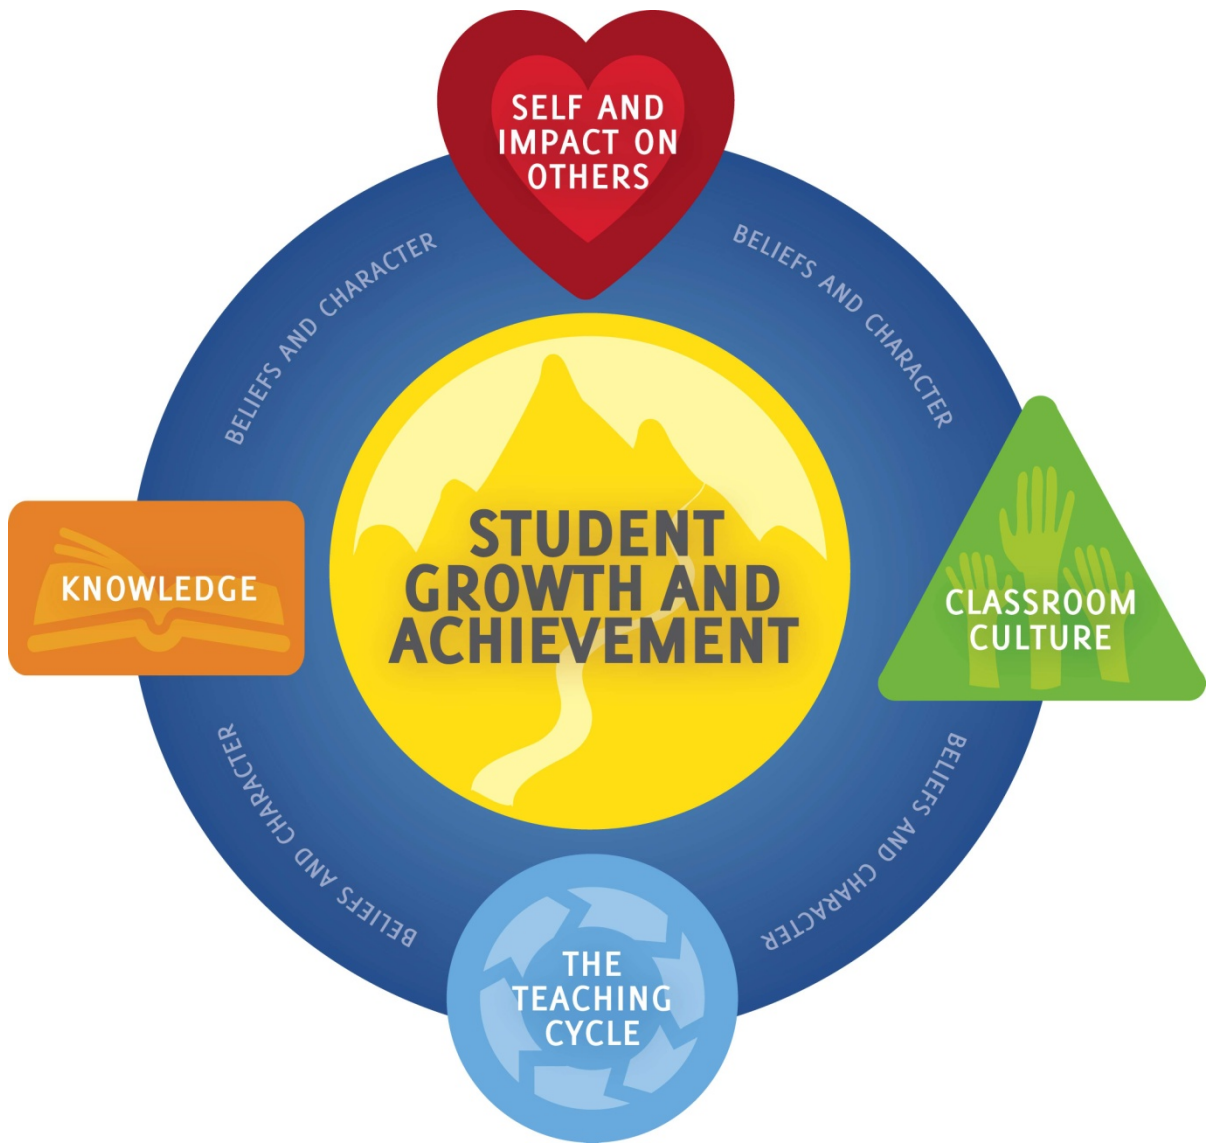 SELF AND
IMPACT ON
OTHERS
BELIEFS AND CHARACTER
BELIEFS AND CHARACTER
KNOWLEDGE
STUDENT
GROWTH AND
ACHIEVEMENT
CLASSROOM
CULTURE
BELIEFS AND CHARACTER
BELIEFS AND CHARACTER
THE
TEACHING
CYCLE